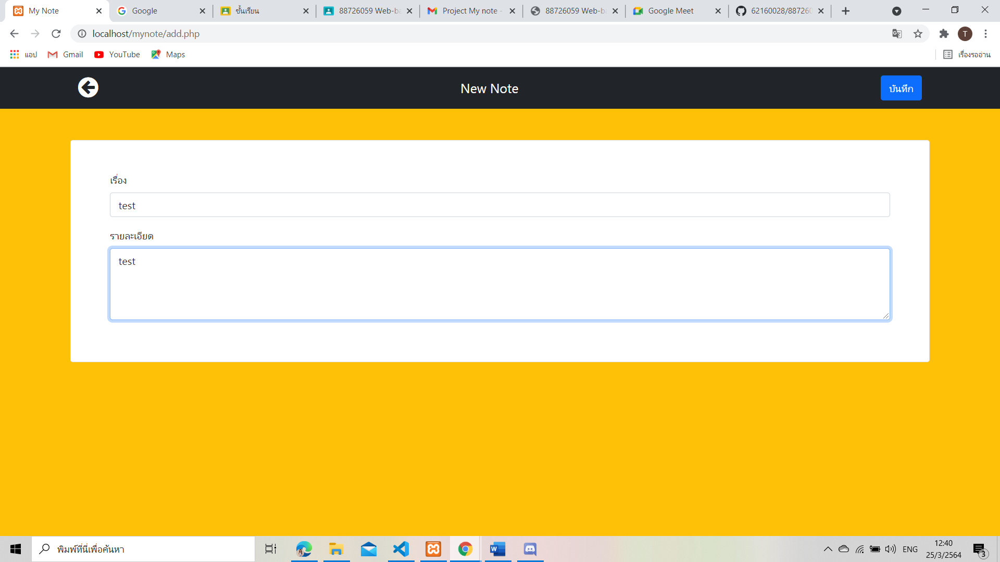 My Note
Google
ชั้นเรียน
88726059 Web-ba
Project My note -
88726059 Web-ba
Google Meet
62160028/887260
localhost/mynote/add.php
T
แอป
Gmail
YouTube
Maps
เรื่องรออ่าน
New Note
บันทึก
เรื่อง
test
รายละเอียด
test
พิมพ์ที่นี่เพื่อค้นหา
ENG
12:40
25/3/2564
3